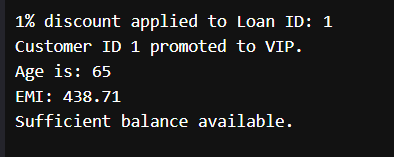 1% discount applied to Loan ID: 1
Customer ID 1 promoted to VIP.
Age is: 65
EMI: 438.71
Sufficient balance available.